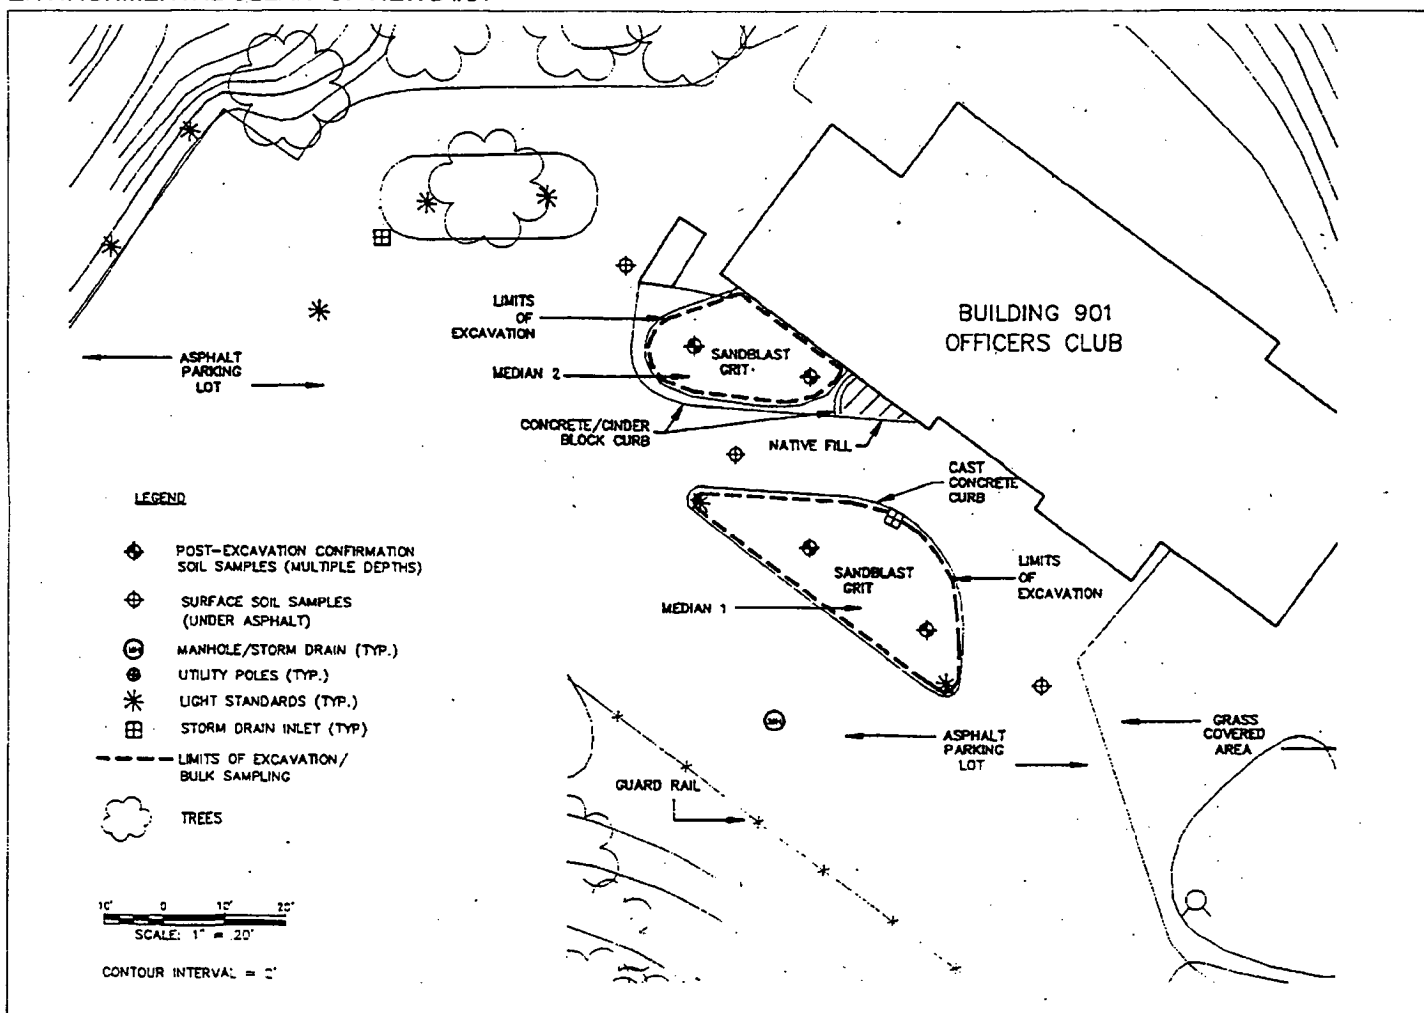 BUILDING 901
OFFICERS CLUB
LIMITS
OF
EXCAVATION
SANDBLAST
GRIT
MEDIAN 2
ASPHALT
PARKING
LOT
CONCRETE/CINDER
BLOCK CURB
NATIVE FILL
CAST
CONCRETE
CURB
LIMITS
OF
EXCAVATION
SANDBLAST
GRIT
MEDIAN 1
LEGEND
POST-EXCAVATION CONFIRMATION
SOIL SAMPLES (MULTIPLE DEPTHS)
SURFACE SOIL SAMPLES
(UNDER ASPHALT)
MH
MANHOLE/STORM DRAIN (TYP.)
UTILITY POLES (TYP.)
LIGHT STANDARDS (TYP.)
STORM DRAIN INLET (TYP)
LIMITS OF EXCAVATION/
BULK SAMPLING
TREES
MH
ASPHALT
PARKING
LOT
GRASS
COVERED
AREA
GUARD RAIL
10' 0 10' 20'
SCALE: 1" = 20'
CONTOUR INTERVAL =